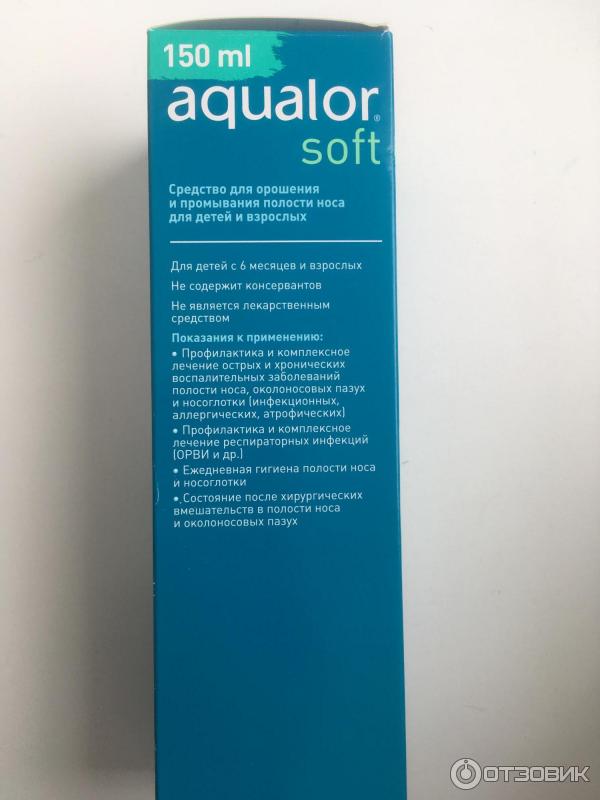 150 ml
aqualor®
soft
Средство для орошения
и промывания полости носа
для детей и взрослых
Для детей с 6 месяцев и взрослых
Не содержит консервантов
Не является лекарственным
средством
Показания к применению:
• Профилактика и комплексное
лечение острых и хронических
воспалительных заболеваний
полости носа, околоносовых пазух
и носоглотки (инфекционных,
аллергических, атрофических)
• Профилактика и комплексное
лечение респираторных инфекций
(ОРВИ и др.)
• Ежедневная гигиена полости носа
и носоглотки
• Состояние после хирургических
вмешательств в полости носа
и околоносовых пазух
ОТЗОВИК